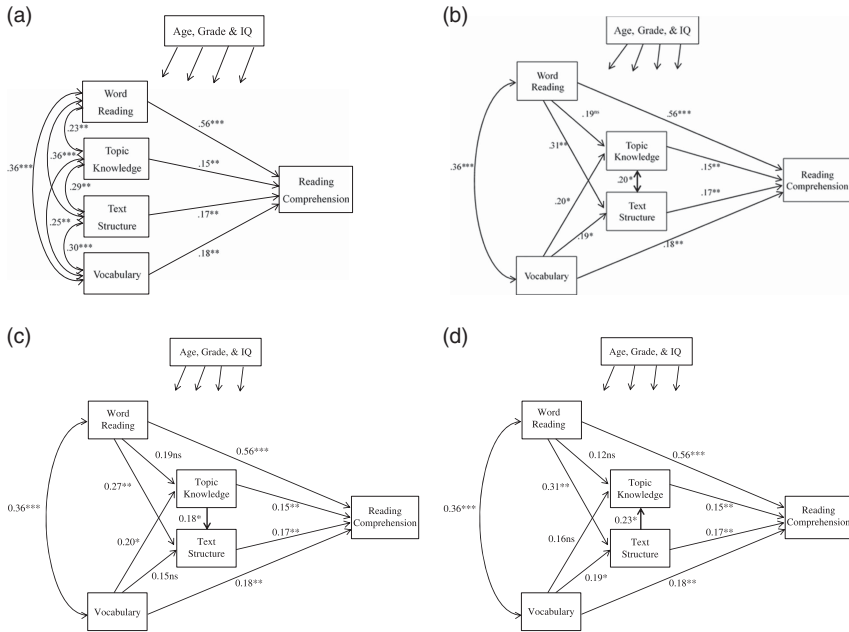 (a)
Age, Grade & IQ
Word
Reading
.23**
.56***
.36***
.36***
Topic
Knowledge
.15**
.29**
Reading
Comprehension
Text
Structure
.17**
.25**
.30***
.18**
Vocabulary
(b)
Age, Grade & IQ
Word
Reading
.19ns
.56***
.31**
.36***
Topic
Knowledge
.15**
Reading
Comprehension
.20*
.20*
Text
Structure
.17**
.19*
.18**
Vocabulary
(c)
Age, Grade, & IQ
Word
Reading
0.19ns
0.56***
0.27**
Topic
Knowledge
0.15**
0.36***
0.18*
Reading
Comprehension
0.20*
Text
Structure
0.17**
0.15ns
0.18**
Vocabulary
(d)
Age, Grade, & IQ
Word
Reading
0.12ns
0.56***
0.31**
Topic
Knowledge
0.15**
0.36***
0.23*
Reading
Comprehension
0.16ns
Text
Structure
0.17**
0.19*
0.18**
Vocabulary